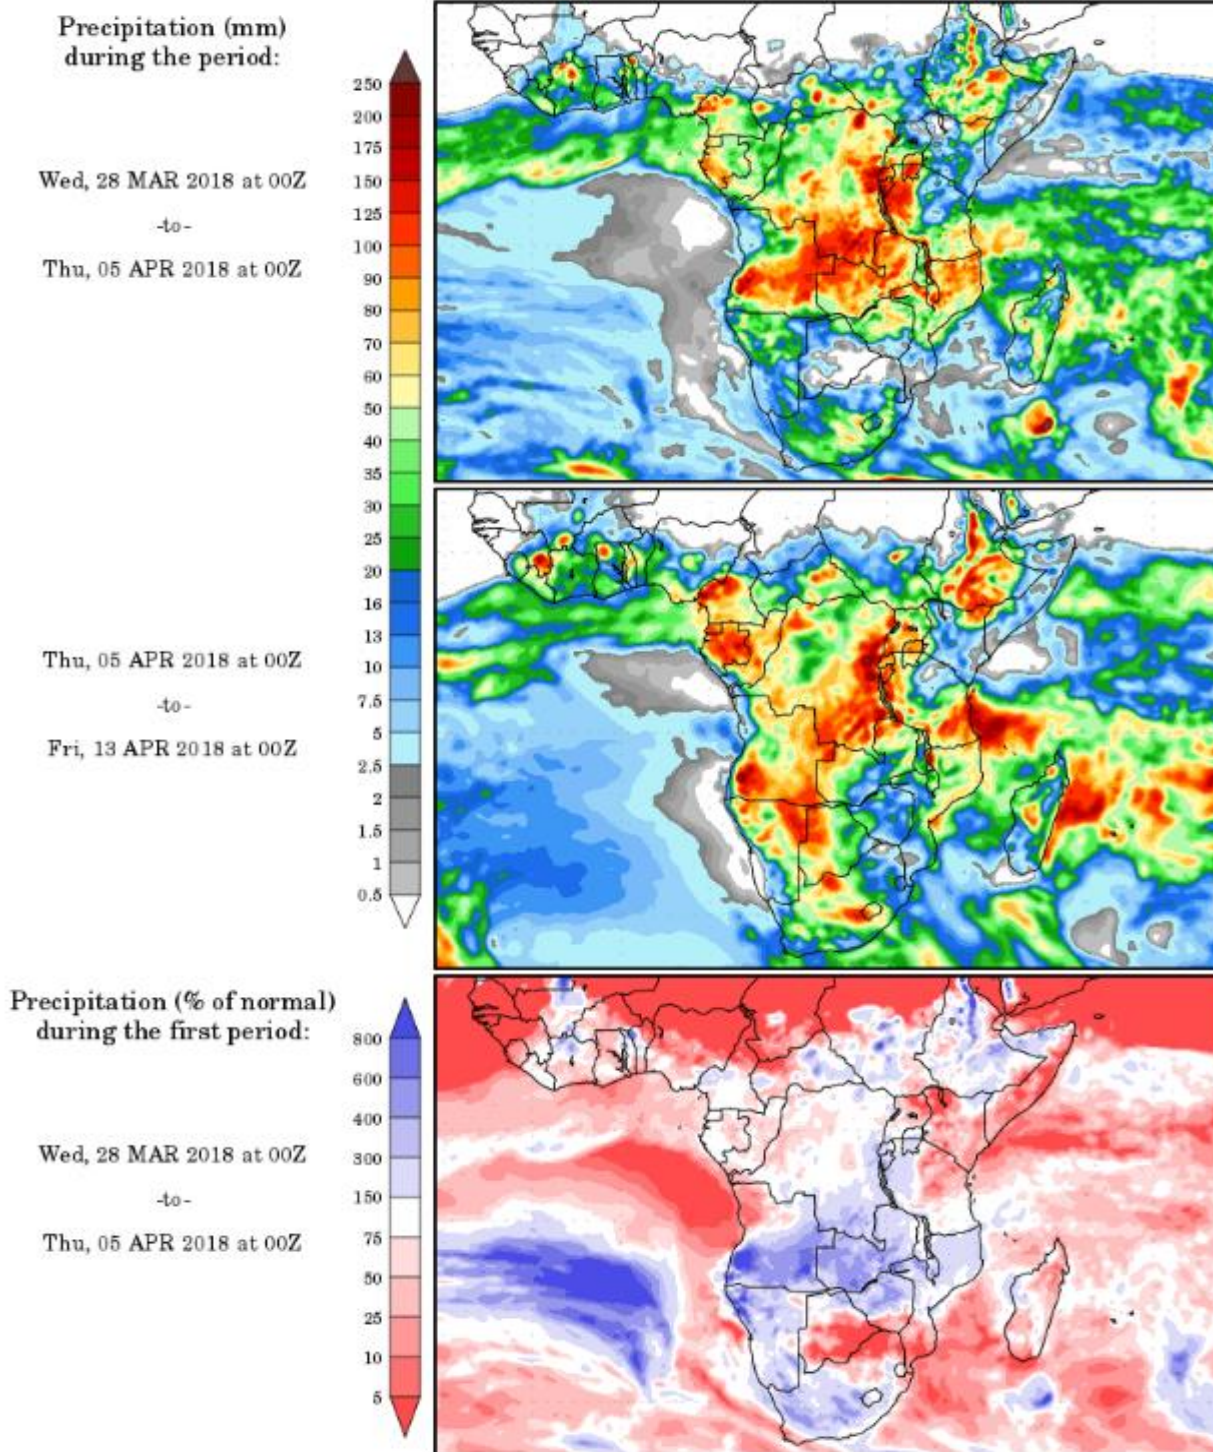 Precipitation (mm)
during the period:
250
200
175
150
125
100
90
80
70
60
50
40
35
30
25
20
16
13
10
7.5
5
2.5
2
1.5
1
0.5
Wed, 28 MAR 2018 at 00Z
-to-
Thu, 05 APR 2018 at 00Z
Thu, 05 APR 2018 at 00Z
-to-
Fri, 13 APR 2018 at 00Z
Precipitation (% of normal)
during the first period:
800
600
400
300
150
75
50
25
10
5
Wed, 28 MAR 2018 at 00Z
-to-
Thu, 05 APR 2018 at 00Z